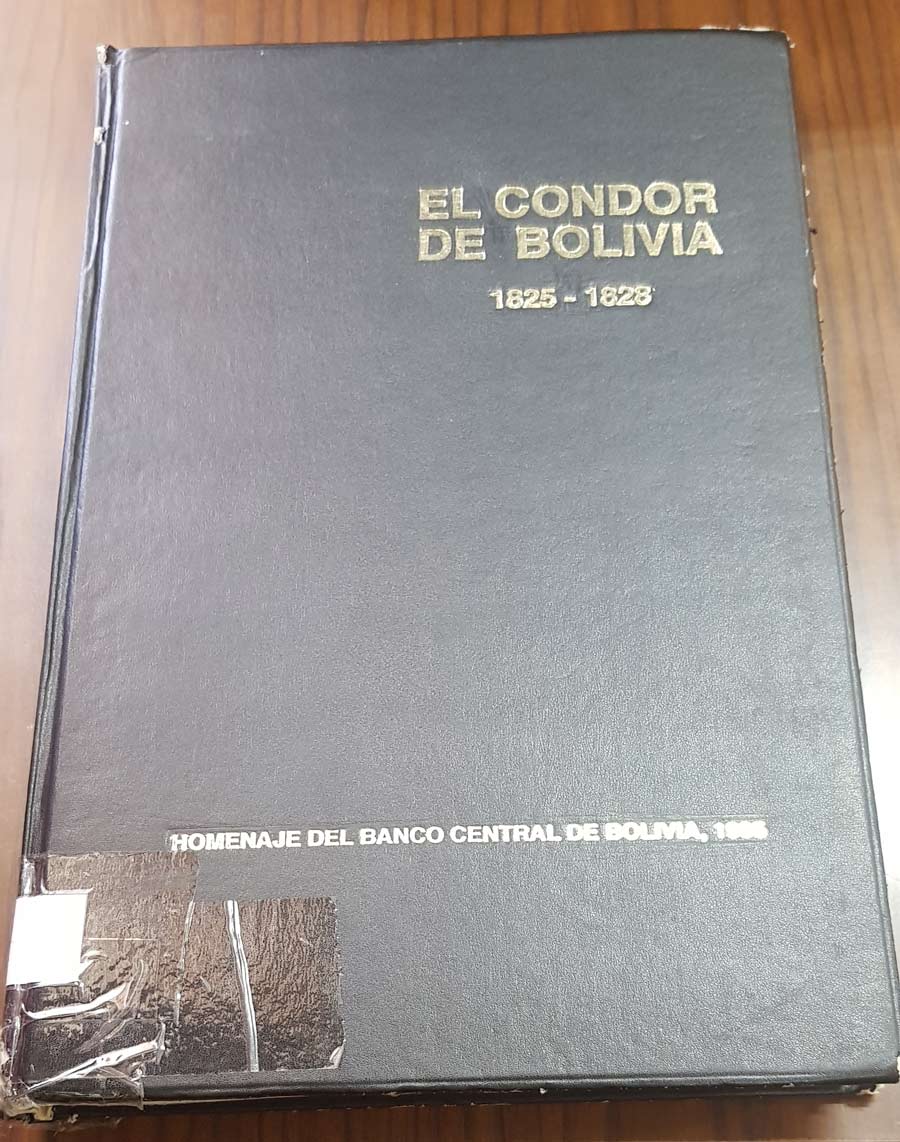 EL CONDOR
DE BOLIVIA
1825 - 1828
HOMENAJE DEL BANCO CENTRAL DE BOLIVIA,